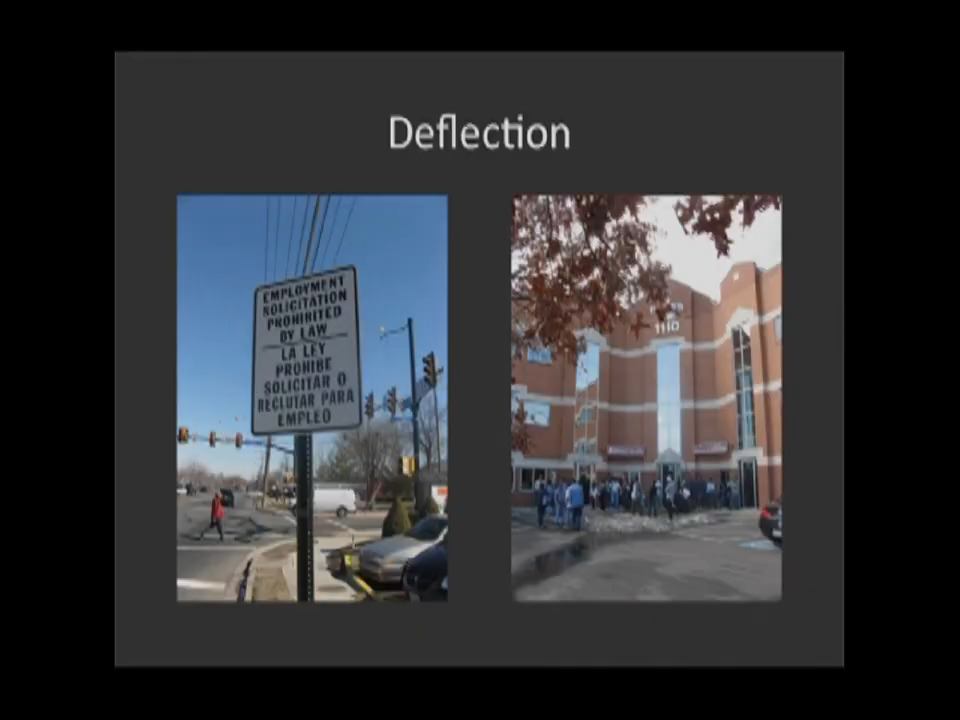 Deflection
EMPLOYMENT
SOLICITATION
PROHIBITED
BY LAW
LA LEY
PROHIBE
SOLICITAR O
RECLUTAR PARA
EMPLEO
1110